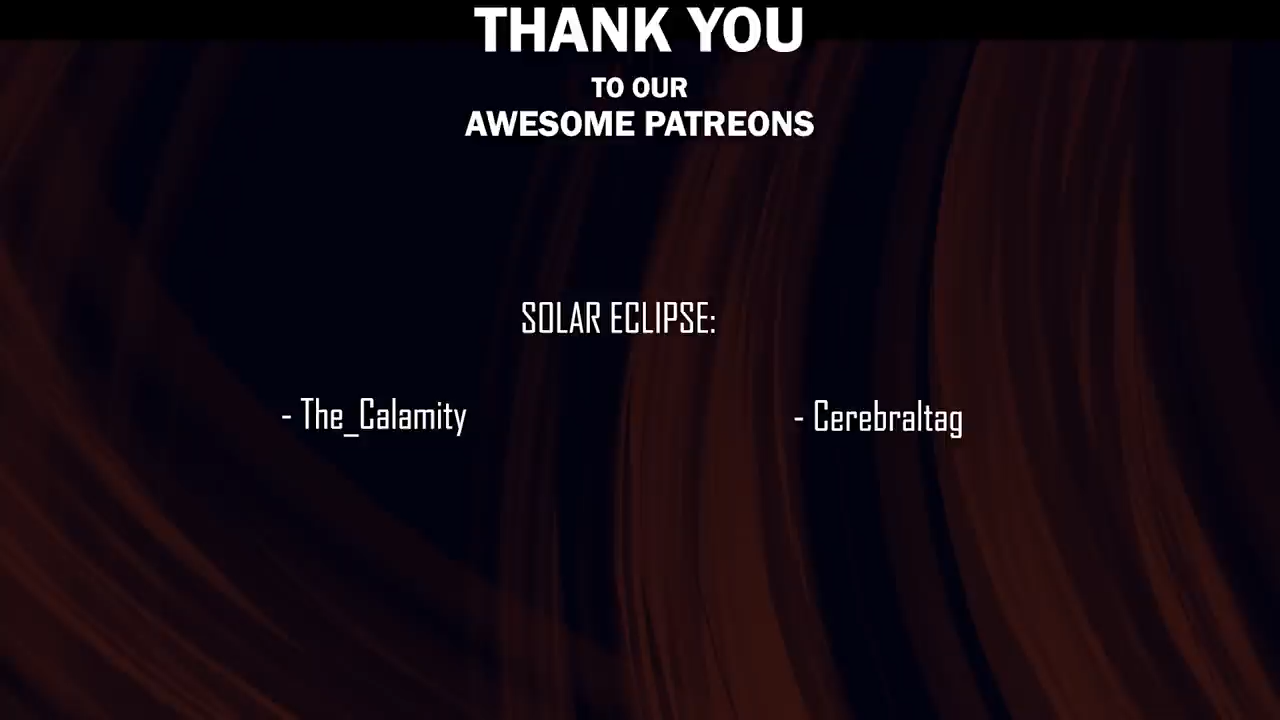 THANK YOU
TO OUR
AWESOME PATREONS
SOLAR ECLIPSE:
- The_Calamity
- Cerebraltag